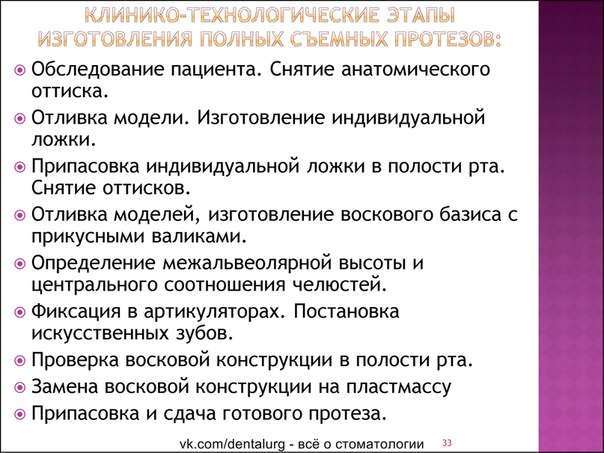 КЛИНИКО-ТЕХНОЛОГИЧЕСКИЕ ЭТАПЫ
ИЗГОТОВЛЕНИЯ ПОЛНЫХ СЪЕМНЫХ ПРОТЕЗОВ:
Обследование пациента. Снятие анатомического
оттиска.
Отливка модели. Изготовление индивидуальной
ложки.
Припасовка индивидуальной ложки в полости рта.
Снятие оттисков.
Отливка моделей, изготовление воскового базиса с
прикусными валиками.
Определение межальвеолярной высоты и
центрального соотношения челюстей.
Фиксация в артикуляторах. Постановка
искусственных зубов.
Проверка восковой конструкции в полости рта.
Замена восковой конструкции на пластмассу
Припасовка и сдача готового протеза.
vk.com/dentalurg - всё о стоматологии 33